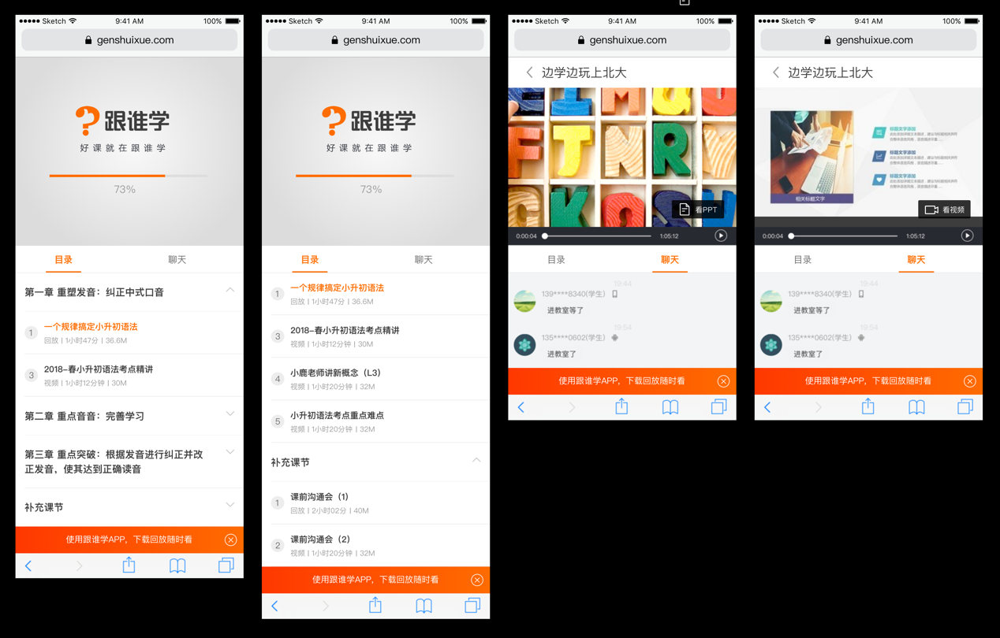 Sketch 9:41 AM 100%
genshuixue.com
跟谁学
好课就在跟谁学
73%
目录 聊天
第一章 重塑发音：纠正中式口音
1 一个规律搞定小升初语法
回放 | 1小时47分 | 36.6M
3 2018-春小升初语法考点精讲
视频 | 1小时12分钟 | 30M
第二章 重点音音：完善学习
第三章 重点突破：根据发音进行纠正并改
正发音，使其达到正确读音
补充课节
使用跟谁学APP，下载回放随时看
Sketch 9:41 AM 100%
genshuixue.com
跟谁学
好课就在跟谁学
73%
目录 聊天
1 一个规律搞定小升初语法
回放 | 1小时47分 | 36.6M
3 2018-春小升初语法考点精讲
视频 | 1小时12分钟 | 30M
4 小鹿老师讲新概念（L3）
视频 | 1小时20分钟 | 32M
5 小升初语法考点重点难点
视频 | 1小时20分钟 | 32M
补充课节
1 课前沟通会（1）
回放 | 2小时02分 | 40M
2 课前沟通会（2）
视频 | 1小时20分钟 | 32M
使用跟谁学APP，下载回放随时看
Sketch 9:41 AM 100%
genshuixue.com
边学边玩上北大
F T N R
看PPT
0:00:04 1:05:12
目录 聊天
19:44
139****8340(学生)
进教室等了
19:54
135****0602(学生)
进教室了
使用跟谁学APP，下载回放随时看
Sketch 9:41 AM 100%
genshuixue.com
边学边玩上北大
标题文字添加
标题文字添加
标题文字添加
相关标题文字
看视频
0:00:04 1:05:12
目录 聊天
19:44
139****8340(学生)
进教室等了
19:54
135****0602(学生)
进教室了
使用跟谁学APP，下载回放随时看